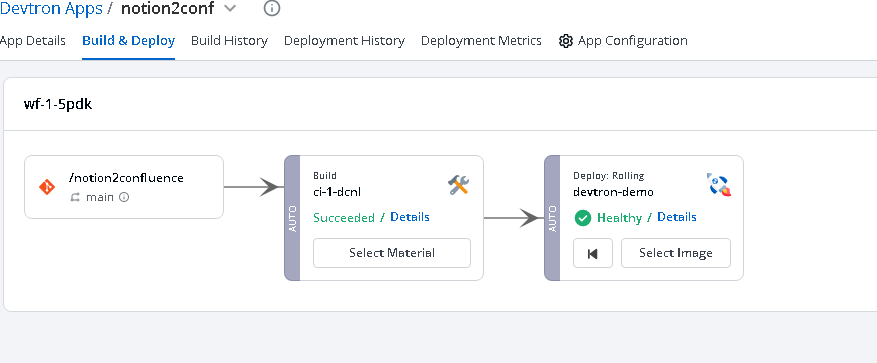 Devtron Apps / notion2conf
App Details Build & Deploy Build History Deployment History Deployment Metrics App Configuration
wf-1-5pdk
/notion2confluence
main
AUTO
Build
ci-1-dcnl
Succeeded / Details
Select Material
AUTO
Deploy: Rolling
devtron-demo
Healthy / Details
Select Image